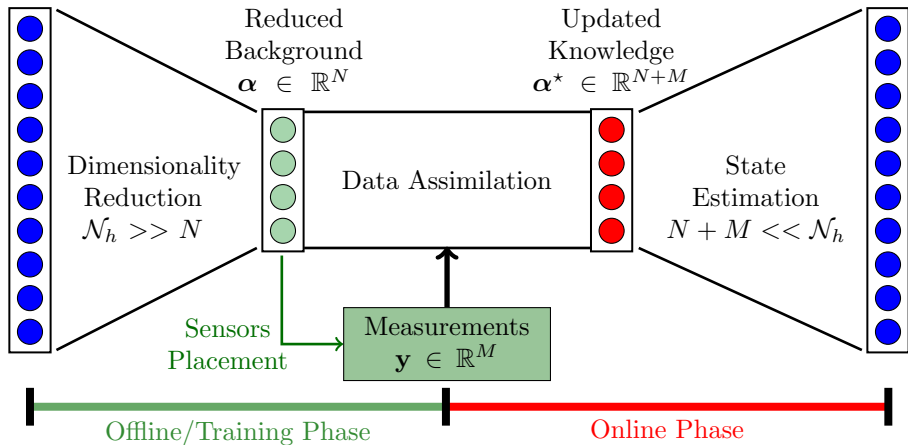 Reduced
Background
α ∈ ℝ^N
Updated
Knowledge
α* ∈ ℝ^{N+M}
Dimensionality
Reduction
𝒩_h >> N
Data Assimilation
State
Estimation
N + M << 𝒩_h
Sensors
Placement
Measurements
y ∈ ℝ^M
Offline/Training Phase
Online Phase